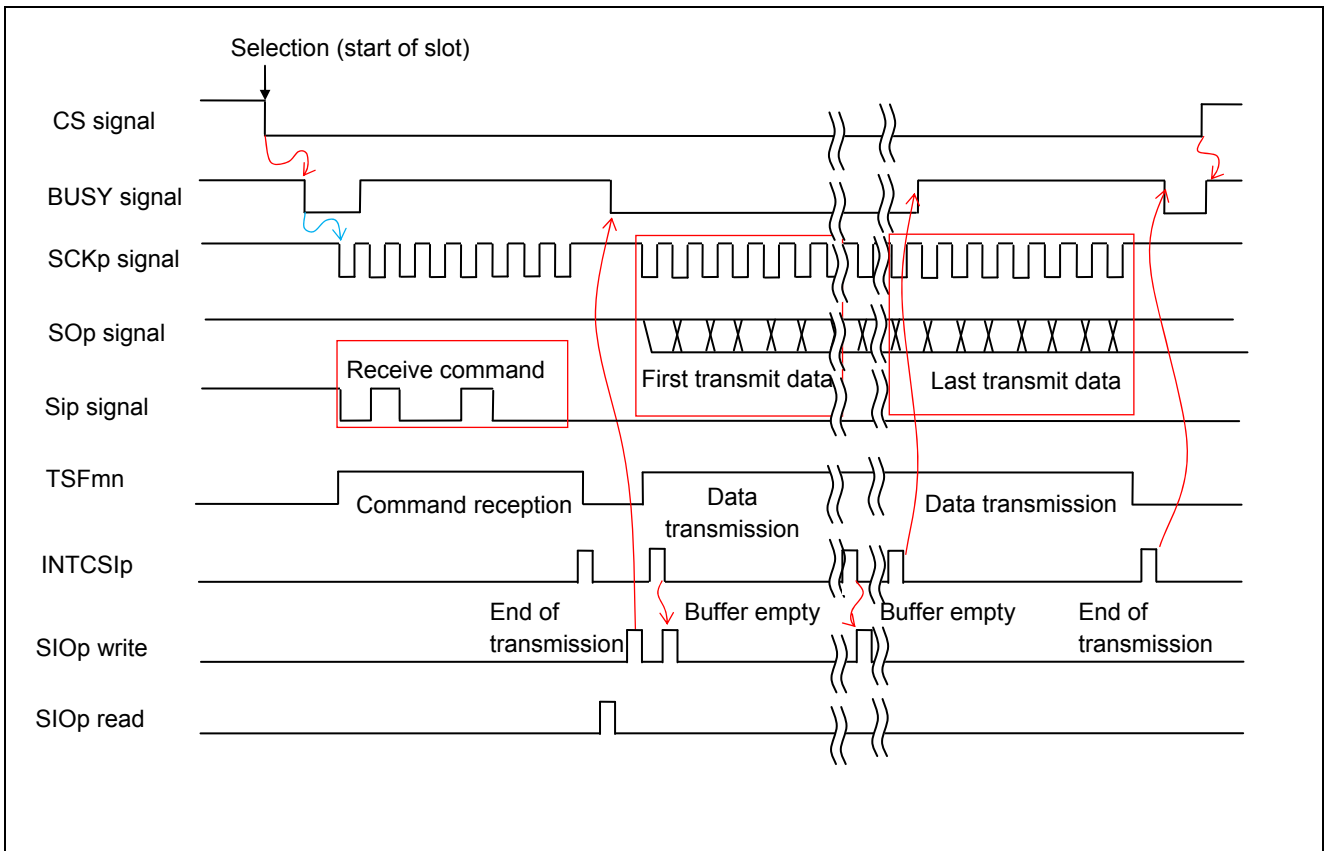 Selection (start of slot)
CS signal
BUSY signal
SCKp signal
SOp signal
Receive command
First transmit data
Last transmit data
Sip signal
TSFmn
Command reception
Data
transmission
Data transmission
INTCSIp
End of
transmission
Buffer empty
Buffer empty
End of
transmission
SIOp write
SIOp read